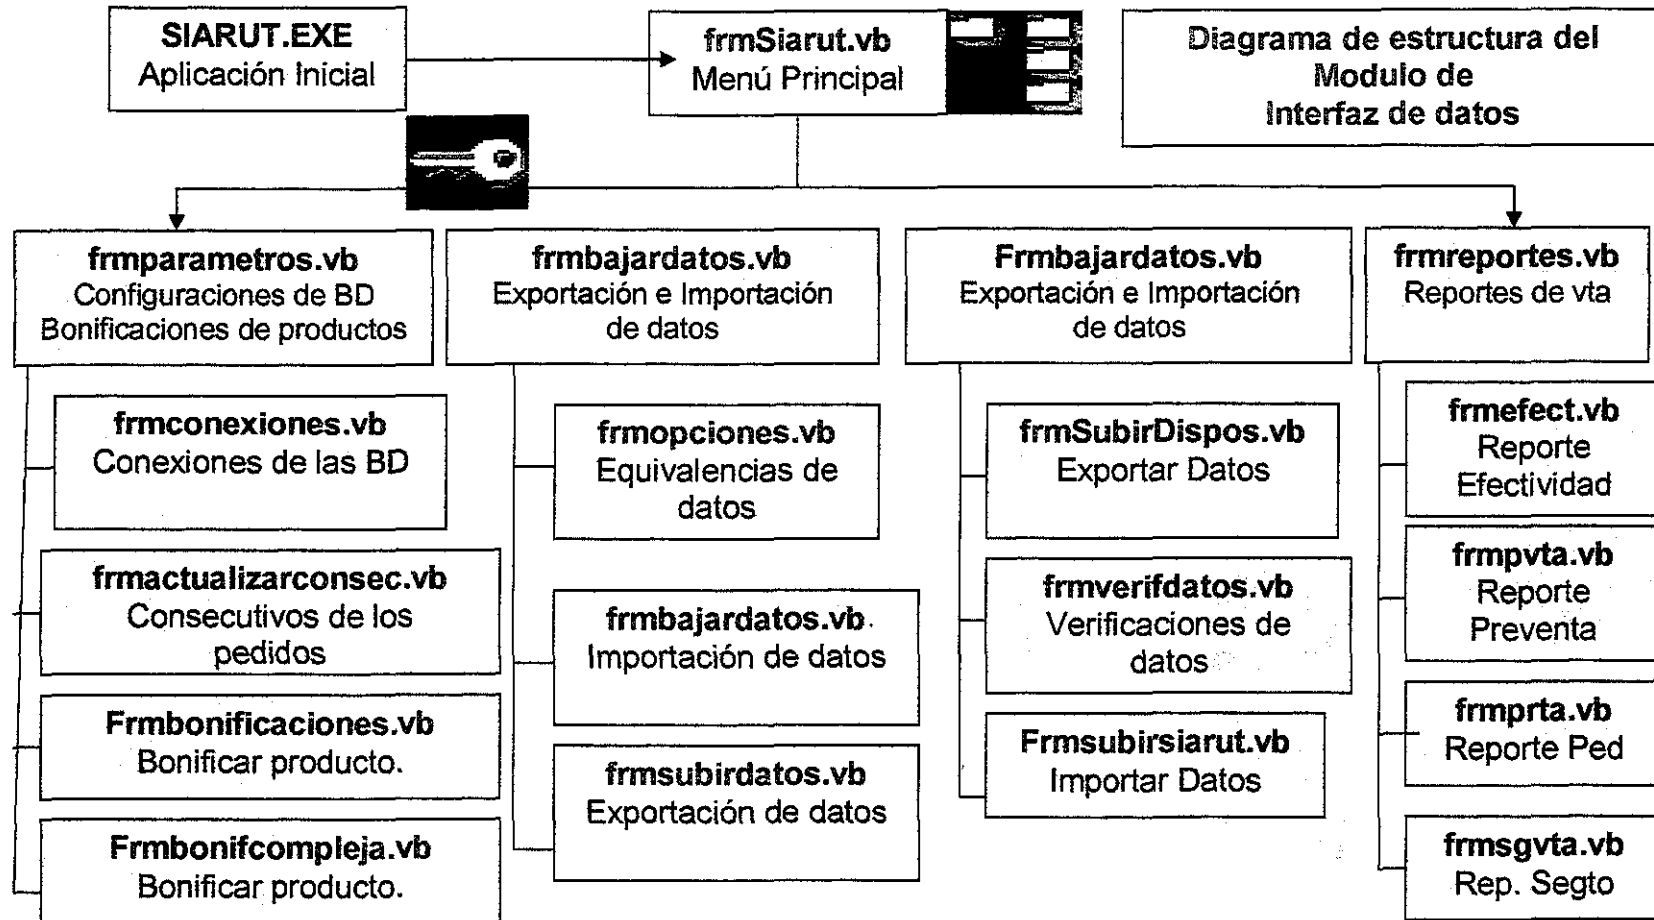 SIARUT.EXE
Aplicación Inicial
frmSiarut.vb
Menú Principal
Diagrama de estructura del
Modulo de
Interfaz de datos
frmparametros.vb
Configuraciones de BD
Bonificaciones de productos
frmbajardatos.vb
Exportación e Importación
de datos
Frmbajardatos.vb
Exportación e Importación
de datos
frmreportes.vb
Reportes de vta
frmconexiones.vb
Conexiones de las BD
frmactualizarconsec.vb
Consecutivos de los
pedidos
Frmbonificaciones.vb
Bonificar producto.
Frmbonifcompleja.vb
Bonificar producto.
frmopciones.vb
Equivalencias de
datos
frmbajardatos.vb
Importación de datos
frmsubirdatos.vb
Exportación de datos
frmSubirDispos.vb
Exportar Datos
frmverifdatos.vb
Verificaciones de
datos
Frmsubirsiarut.vb
Importar Datos
frmefect.vb
Reporte
Efectividad
frmpvta.vb
Reporte
Preventa
frmprta.vb
Reporte Ped
frmsgvta.vb
Rep. Segto